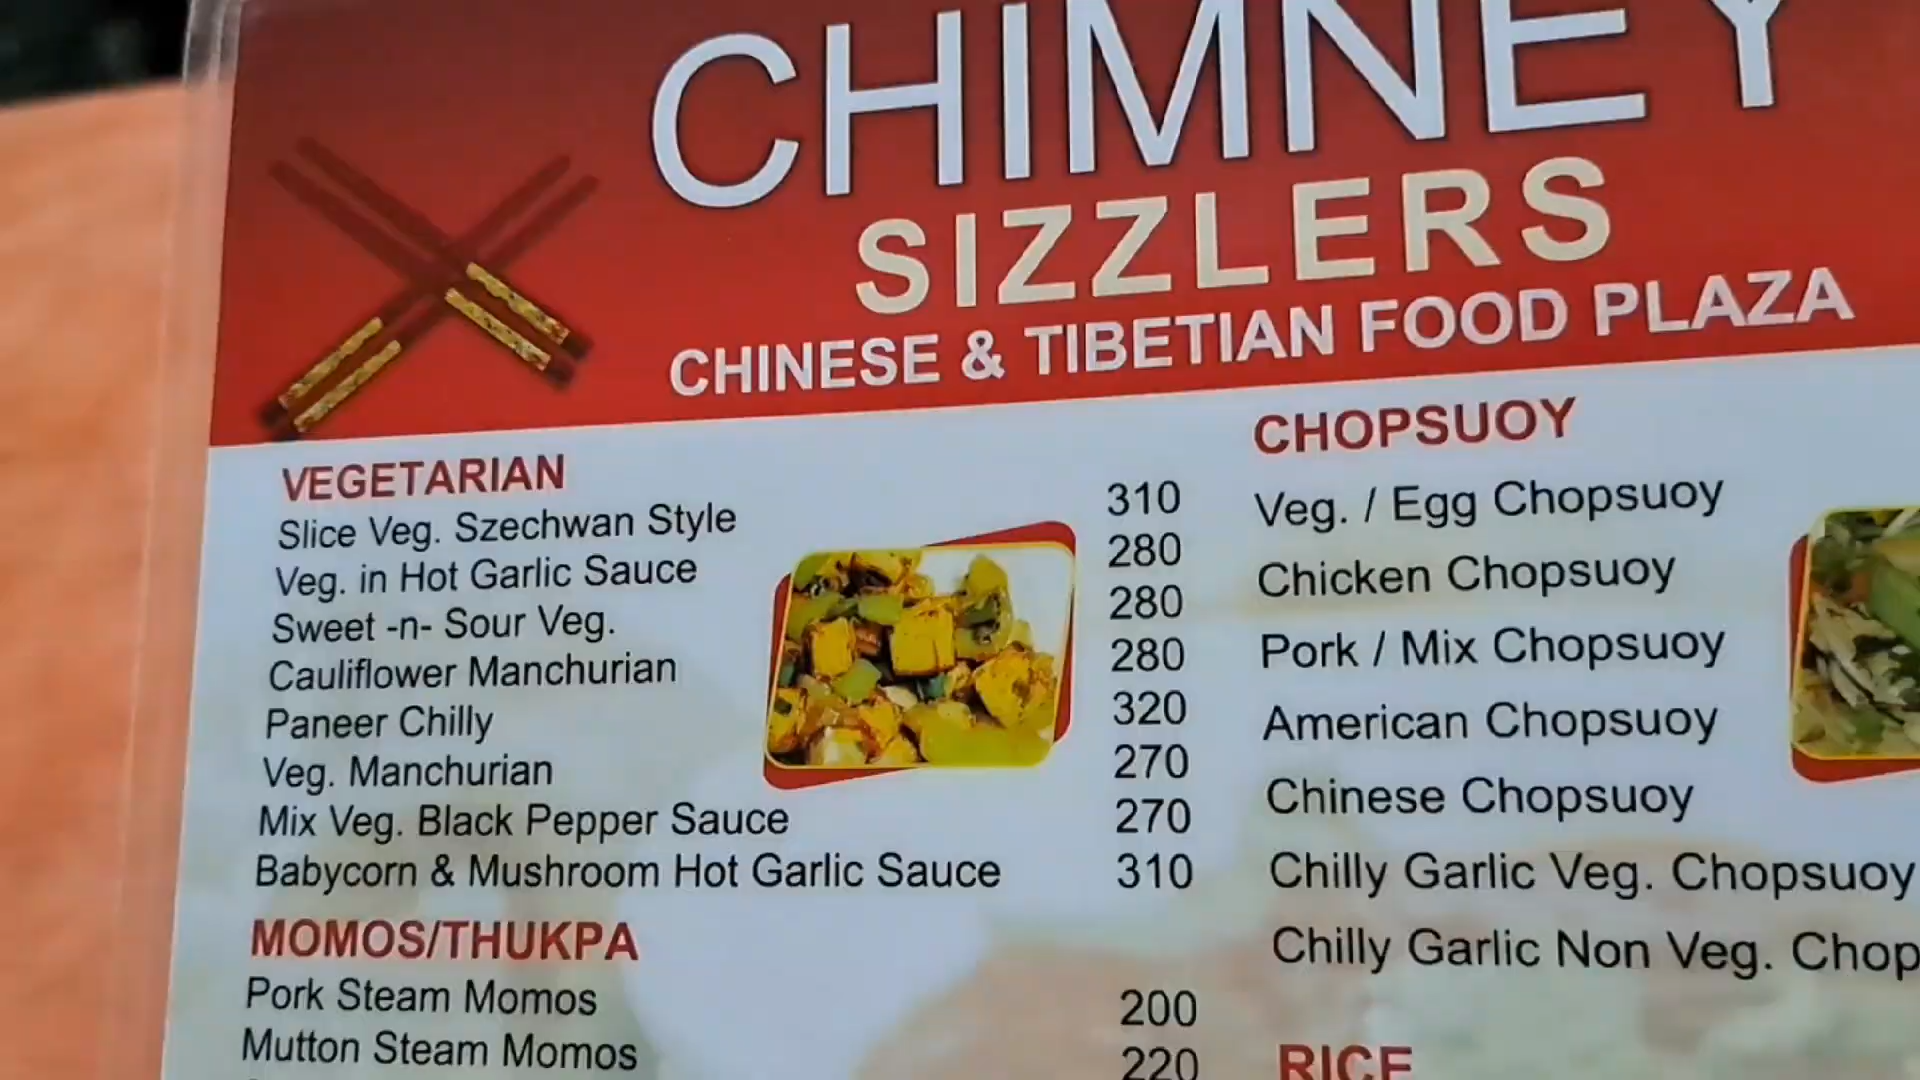 CHIMNEY
SIZZLERS
CHINESE & TIBETIAN FOOD PLAZA
VEGETARIAN
Slice Veg. Szechwan Style 310
Veg. in Hot Garlic Sauce 280
Sweet -n- Sour Veg. 280
Cauliflower Manchurian 280
Paneer Chilly 320
Veg. Manchurian 270
Mix Veg. Black Pepper Sauce 270
Babycorn & Mushroom Hot Garlic Sauce 310
MOMOS/THUKPA
Pork Steam Momos 200
Mutton Steam Momos 220
CHOPSUOY
Veg. / Egg Chopsuoy
Chicken Chopsuoy
Pork / Mix Chopsuoy
American Chopsuoy
Chinese Chopsuoy
Chilly Garlic Veg. Chopsuoy
Chilly Garlic Non Veg. Chop
RICE